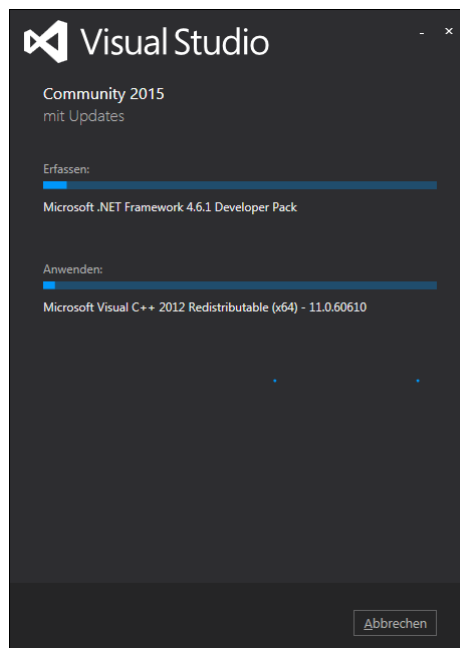 Visual Studio
Community 2015
mit Updates
Erfassen:
Microsoft .NET Framework 4.6.1 Developer Pack
Anwenden:
Microsoft Visual C++ 2012 Redistributable (x64) - 11.0.60610
Abbrechen